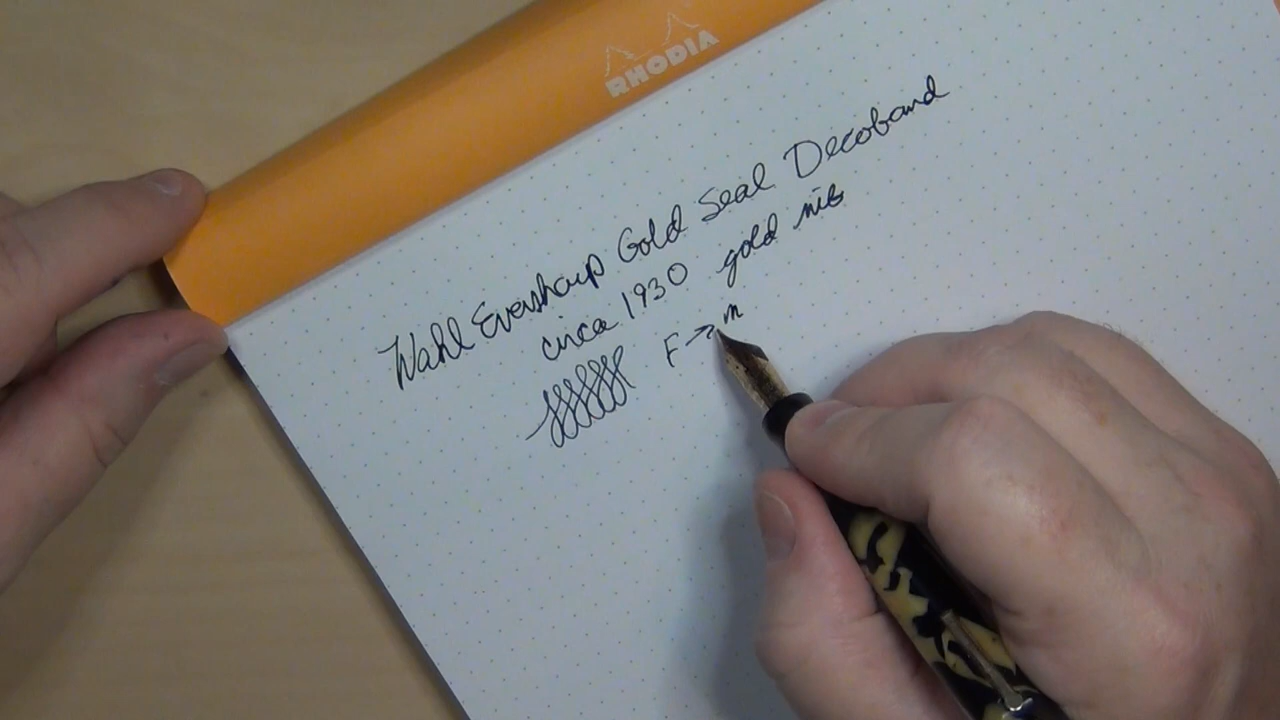 RHODIA
Wahl Eversharp Gold Seal Decoband
circa 1930 gold nib
F → m